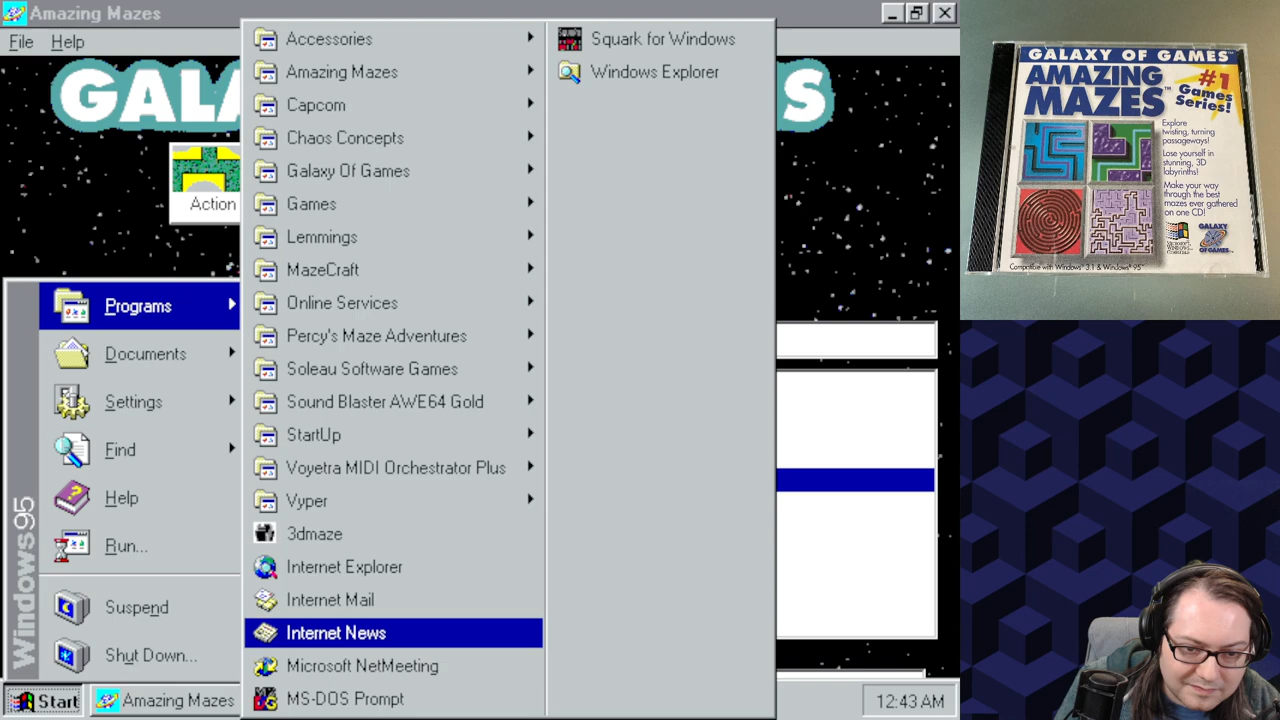 Amazing Mazes
File Help
Action
Programs
Documents
Settings
Find
Help
Run...
Suspend
Shut Down...
Windows95
Accessories
Amazing Mazes
Capcom
Chaos Concepts
Galaxy Of Games
Games
Lemmings
MazeCraft
Online Services
Percy's Maze Adventures
Soleau Software Games
Sound Blaster AWE64 Gold
StartUp
Voyetra MIDI Orchestrator Plus
Vyper
3dmaze
Internet Explorer
Internet Mail
Internet News
Microsoft NetMeeting
MS-DOS Prompt
Squark for Windows
Windows Explorer
Start
Amazing Mazes
12:43 AM
GALAXY OF GAMES™
AMAZING
MAZES™
#1
Games
Series!
Explore
twisting, turning
passageways!
Lose yourself in
stunning, 3D
labyrinths!
Make your way
through the best
mazes ever gathered
on one CD!
GALAXY
OF GAMES
Compatible with Windows® 3.1 & Windows® 95